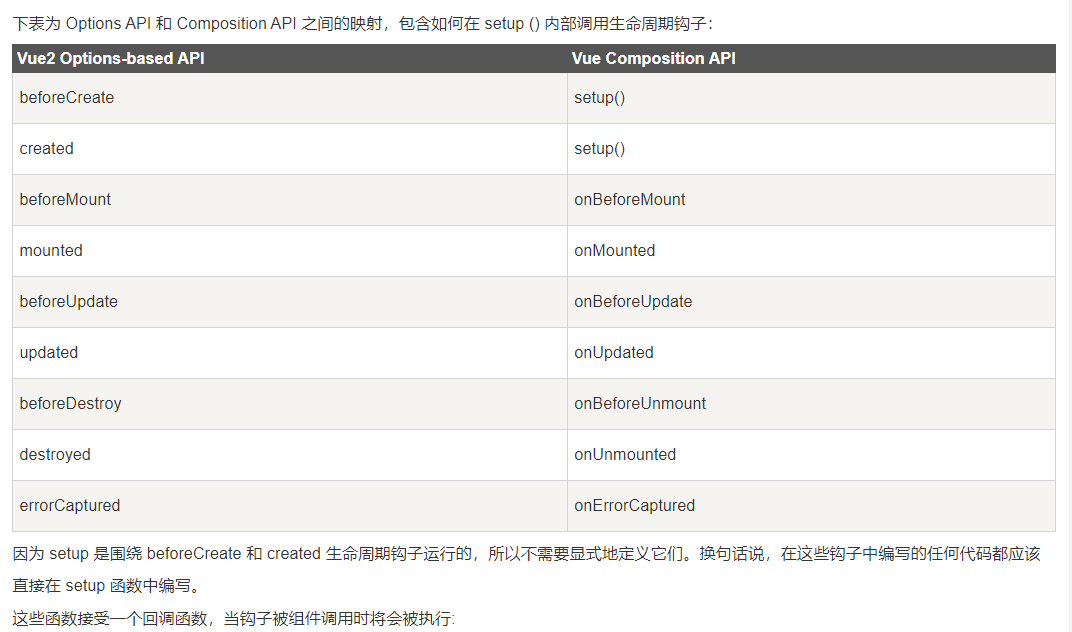 下表为 Options API 和 Composition API 之间的映射，包含如何在 setup () 内部调用生命周期钩子：
Vue2 Options-based API Vue Composition API
beforeCreate setup()
created setup()
beforeMount onBeforeMount
mounted onMounted
beforeUpdate onBeforeUpdate
updated onUpdated
beforeDestroy onBeforeUnmount
destroyed onUnmounted
errorCaptured onErrorCaptured
因为 setup 是围绕 beforeCreate 和 created 生命周期钩子运行的，所以不需要显式地定义它们。换句话说，在这些钩子中编写的任何代码都应该
直接在 setup 函数中编写。
这些函数接受一个回调函数，当钩子被组件调用时将会被执行: